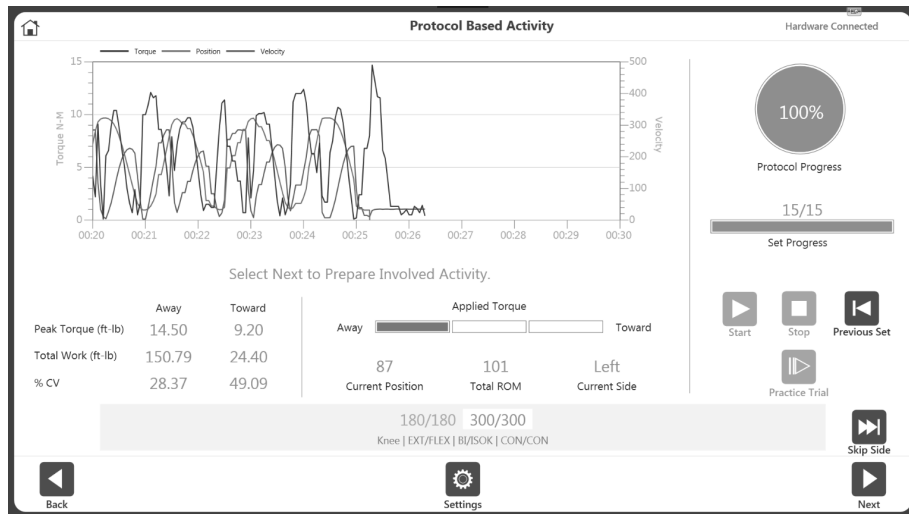 Protocol Based Activity
Hardware Connected
Torque Position Velocity
15
10
5
0
Torque N-M
500
400
300
200
100
0
Velocity
00:20 00:21 00:22 00:23 00:24 00:25 00:26 00:27 00:28 00:29 00:30
100%
Protocol Progress
15/15
Set Progress
Select Next to Prepare Involved Activity.
Away Toward
Peak Torque (ft-lb) 14.50 9.20
Total Work (ft-lb) 150.79 24.40
% CV 28.37 49.09
Applied Torque
Away Toward
87 101 Left
Current Position Total ROM Current Side
Start Stop Previous Set
Practice Trial
180/180 300/300
Knee | EXT/FLEX | BI/ISOK | CON/CON
Skip Side
Back Settings Next